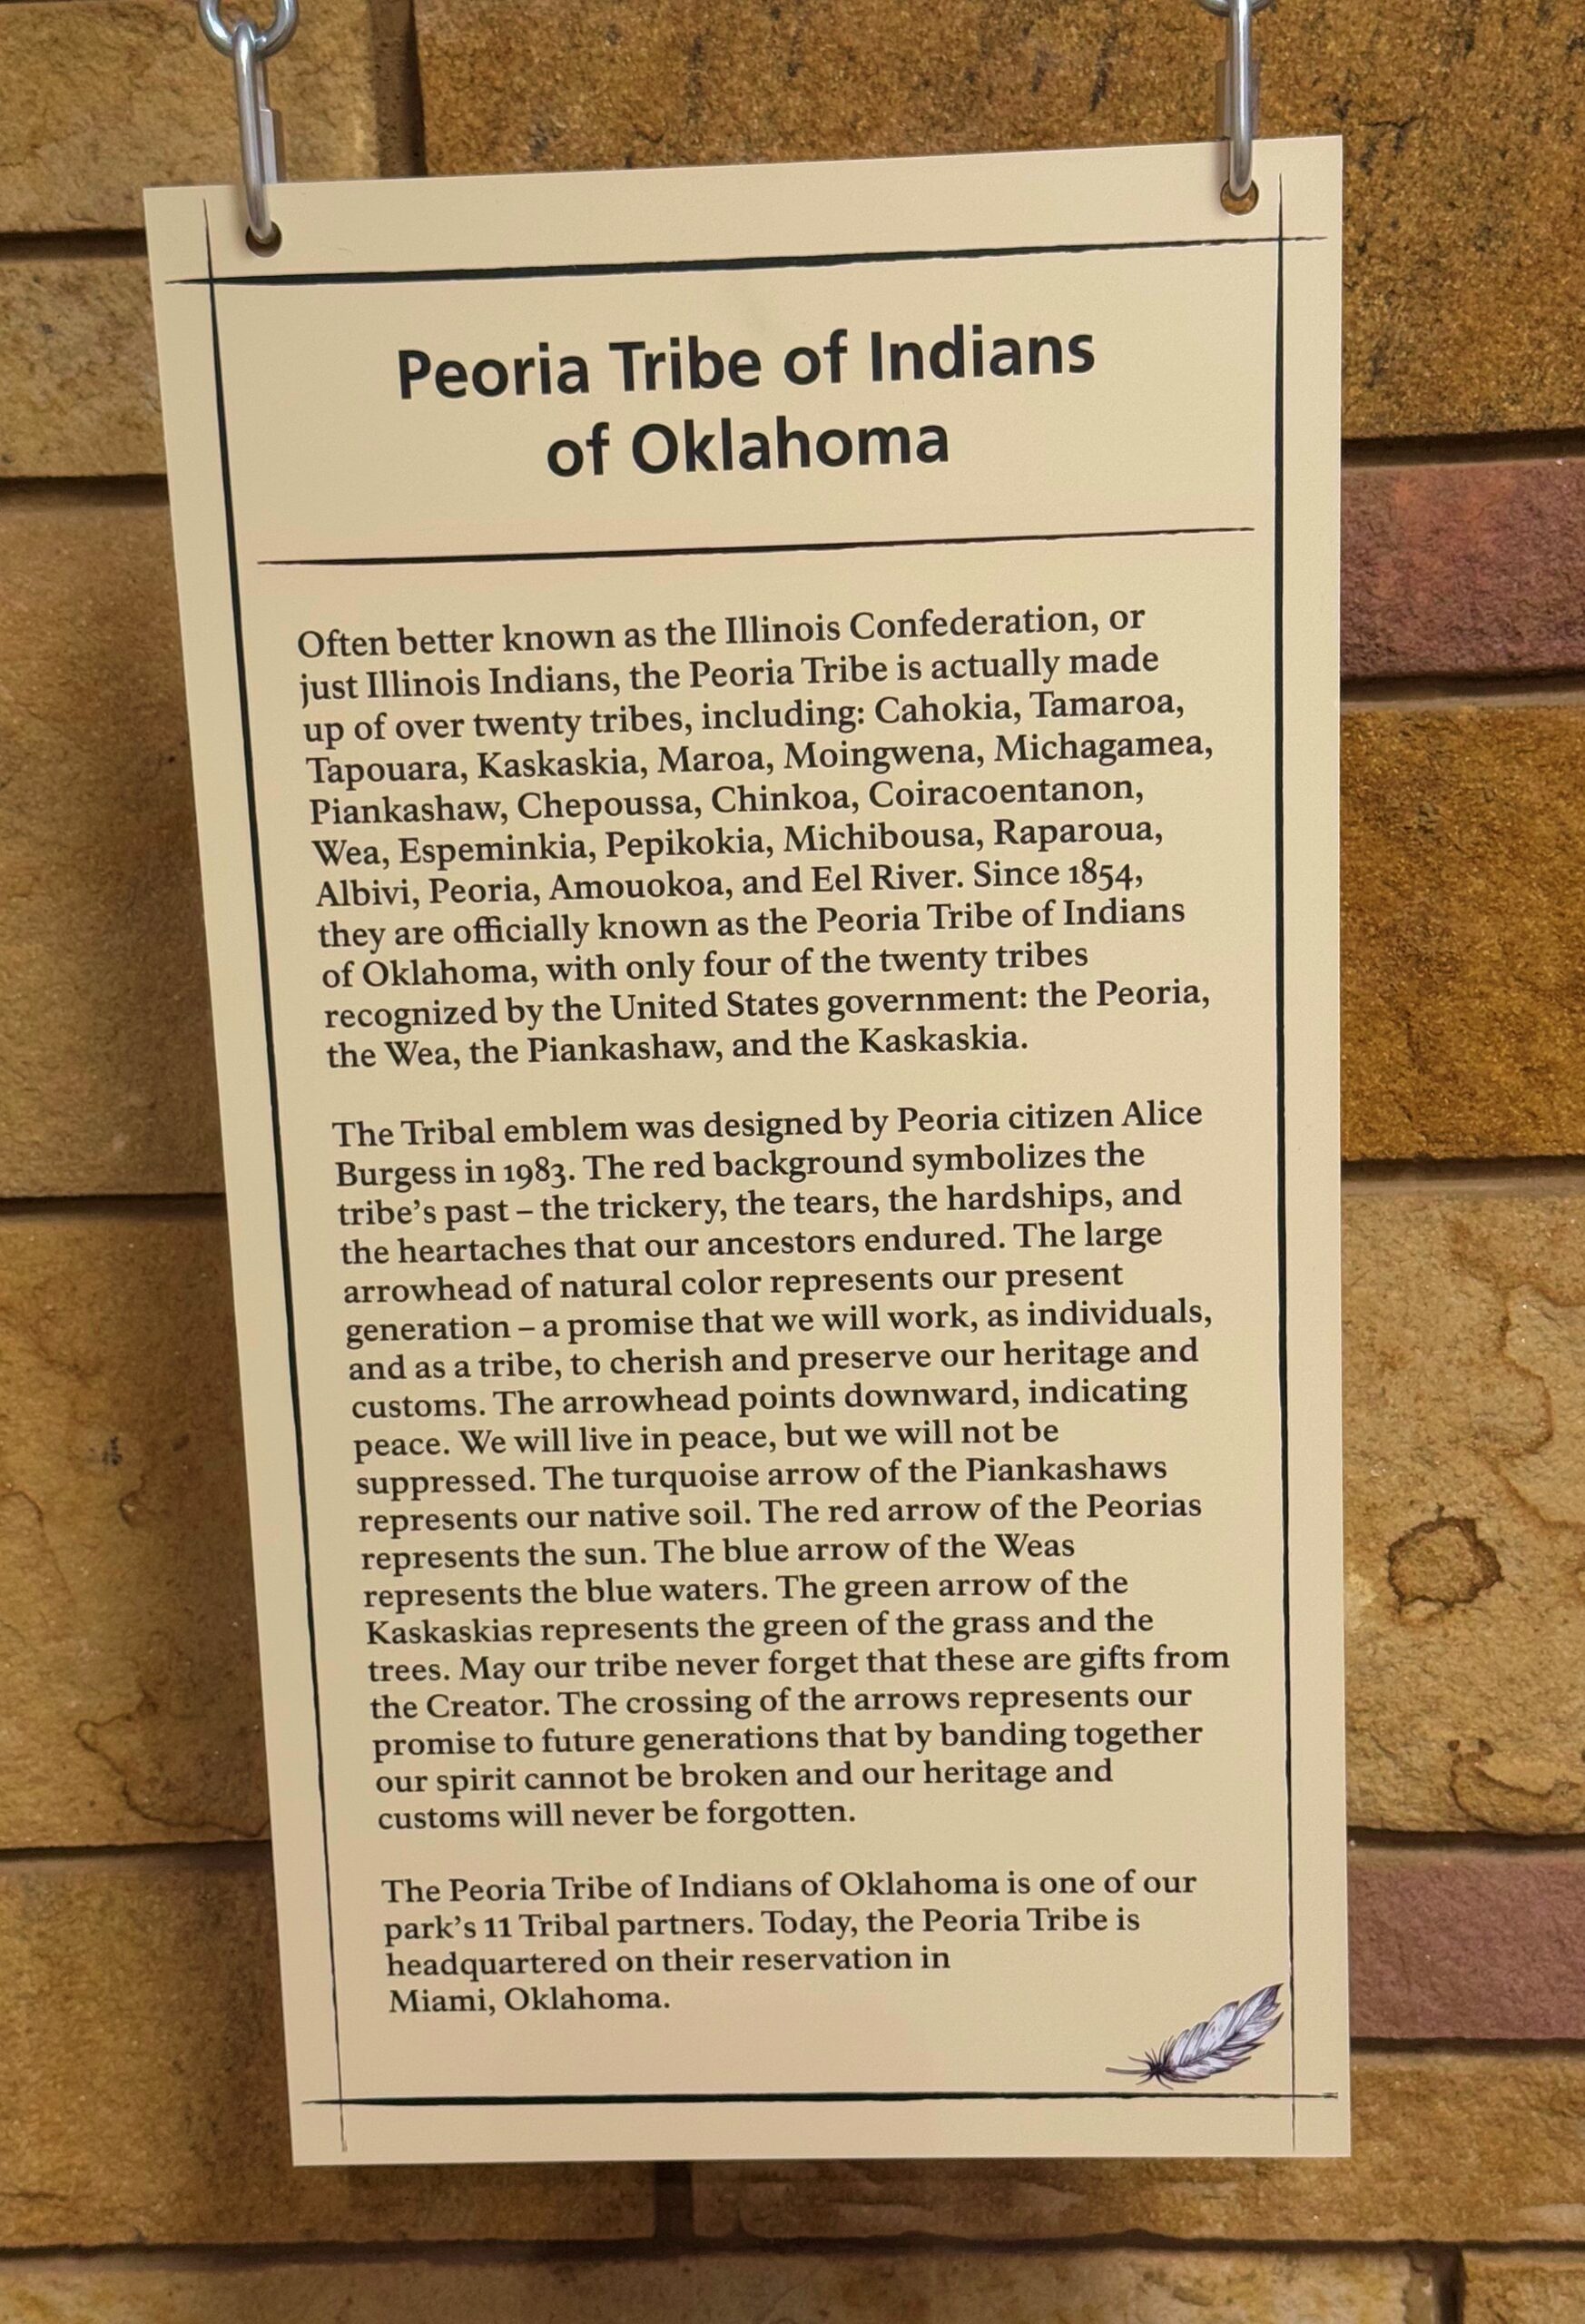 Peoria Tribe of Indians
of Oklahoma
Often better known as the Illinois Confederation, or
just Illinois Indians, the Peoria Tribe is actually made
up of over twenty tribes, including: Cahokia, Tamaroa,
Tapouara, Kaskaskia, Maroa, Moingwena, Michagamea,
Piankashaw, Chepoussa, Chinkoa, Coiracoentanon,
Wea, Espeminkia, Pepikokia, Michibousa, Raparoua,
Albivi, Peoria, Amouokoa, and Eel River. Since 1854,
they are officially known as the Peoria Tribe of Indians
of Oklahoma, with only four of the twenty tribes
recognized by the United States government: the Peoria,
the Wea, the Piankashaw, and the Kaskaskia.
The Tribal emblem was designed by Peoria citizen Alice
Burgess in 1983. The red background symbolizes the
tribe's past – the trickery, the tears, the hardships, and
the heartaches that our ancestors endured. The large
arrowhead of natural color represents our present
generation – a promise that we will work, as individuals,
and as a tribe, to cherish and preserve our heritage and
customs. The arrowhead points downward, indicating
peace. We will live in peace, but we will not be
suppressed. The turquoise arrow of the Piankashaws
represents our native soil. The red arrow of the Peorias
represents the sun. The blue arrow of the Weas
represents the blue waters. The green arrow of the
Kaskaskias represents the green of the grass and the
trees. May our tribe never forget that these are gifts from
the Creator. The crossing of the arrows represents our
promise to future generations that by banding together
our spirit cannot be broken and our heritage and
customs will never be forgotten.
The Peoria Tribe of Indians of Oklahoma is one of our
park's 11 Tribal partners. Today, the Peoria Tribe is
headquartered on their reservation in
Miami, Oklahoma.